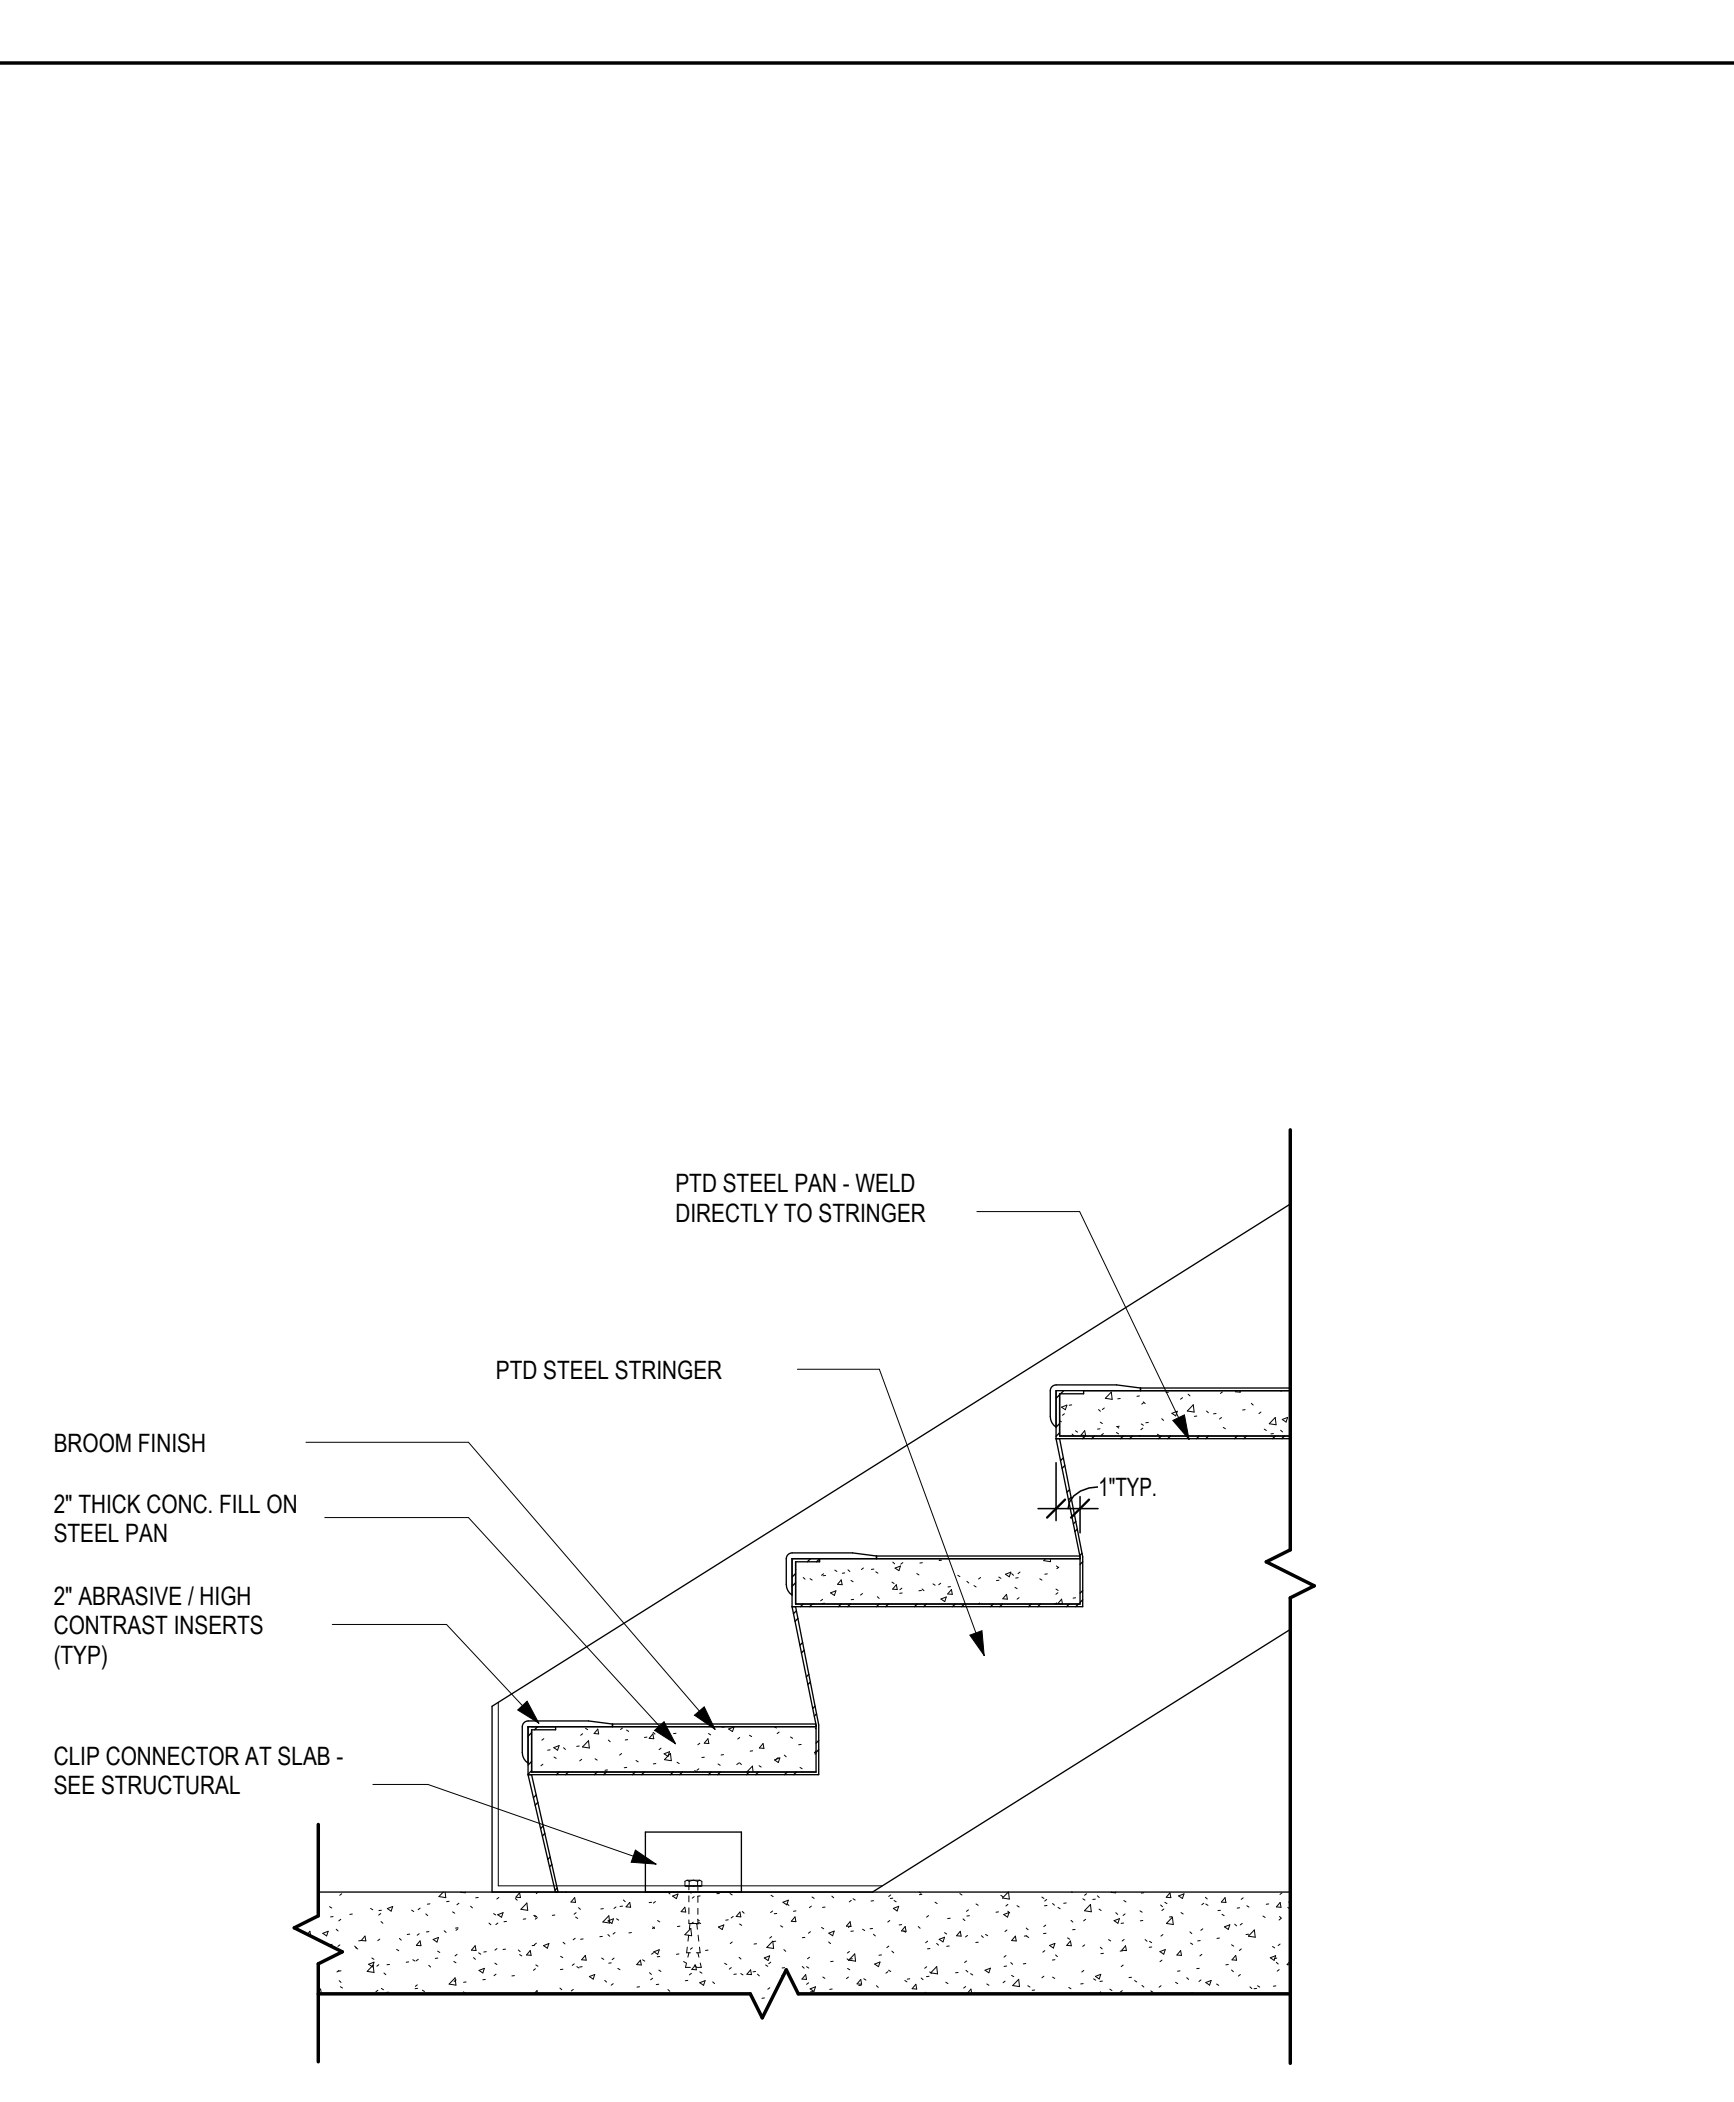 PTD STEEL PAN - WELD
DIRECTLY TO STRINGER
PTD STEEL STRINGER
BROOM FINISH
2" THICK CONC. FILL ON
STEEL PAN
1"TYP.
2" ABRASIVE / HIGH
CONTRAST INSERTS
(TYP)
CLIP CONNECTOR AT SLAB -
SEE STRUCTURAL